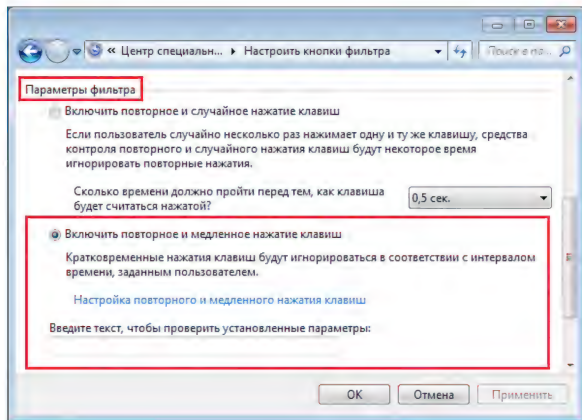 « Центр специальн... ▸ Настроить кнопки фильтра
Параметры фильтра
Включить повторное и случайное нажатие клавиш
Если пользователь случайно несколько раз нажимает одну и ту же клавишу, средства
контроля повторного и случайного нажатия клавиш будут некоторое время
игнорировать повторные нажатия.
Сколько времени должно пройти перед тем, как клавиша
будет считаться нажатой?
0,5 сек.
Включить повторное и медленное нажатие клавиш
Кратковременные нажатия клавиш будут игнорироваться в соответствии с интервалом
времени, заданным пользователем.
Настройка повторного и медленного нажатия клавиш
Введите текст, чтобы проверить установленные параметры:
ОК Отмена Применить